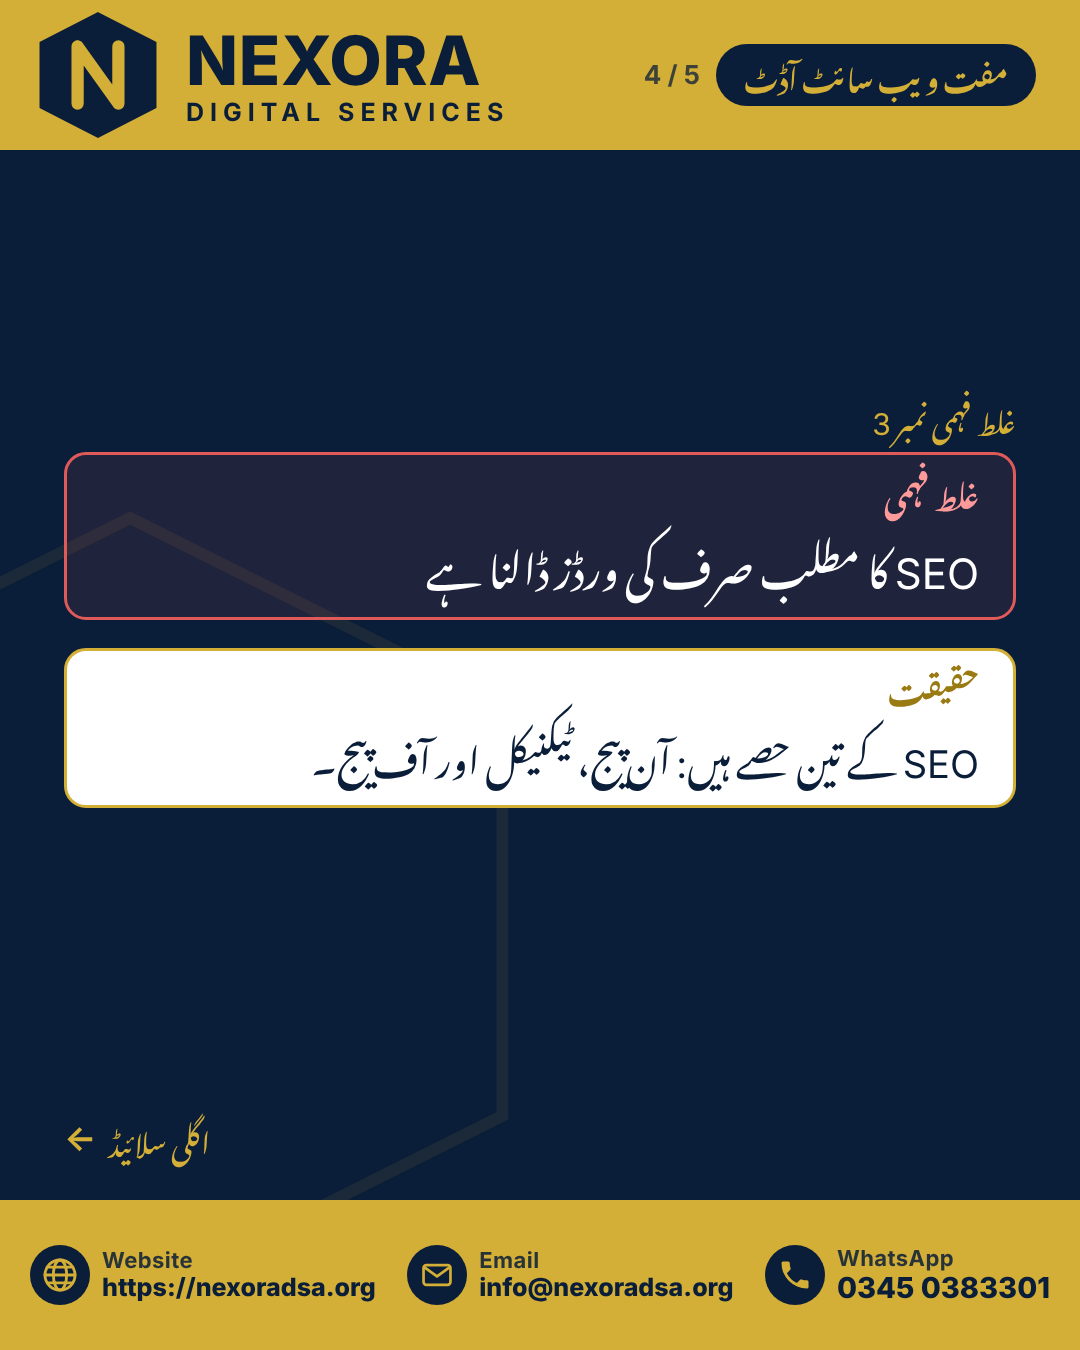 NEXORA
DIGITAL SERVICES
4 / 5
مفت ویب سائٹ آڈٹ
غلط فہمی نمبر 3
غلط فہمی
SEO کا مطلب صرف کی ورڈز ڈالنا ہے
حقیقت
SEO کے تین حصے ہیں: آن پیج، ٹیکنیکل اور آف پیج۔
اگلی سلائیڈ ←
Website
https://nexoradsa.org
Email
info@nexoradsa.org
WhatsApp
0345 0383301